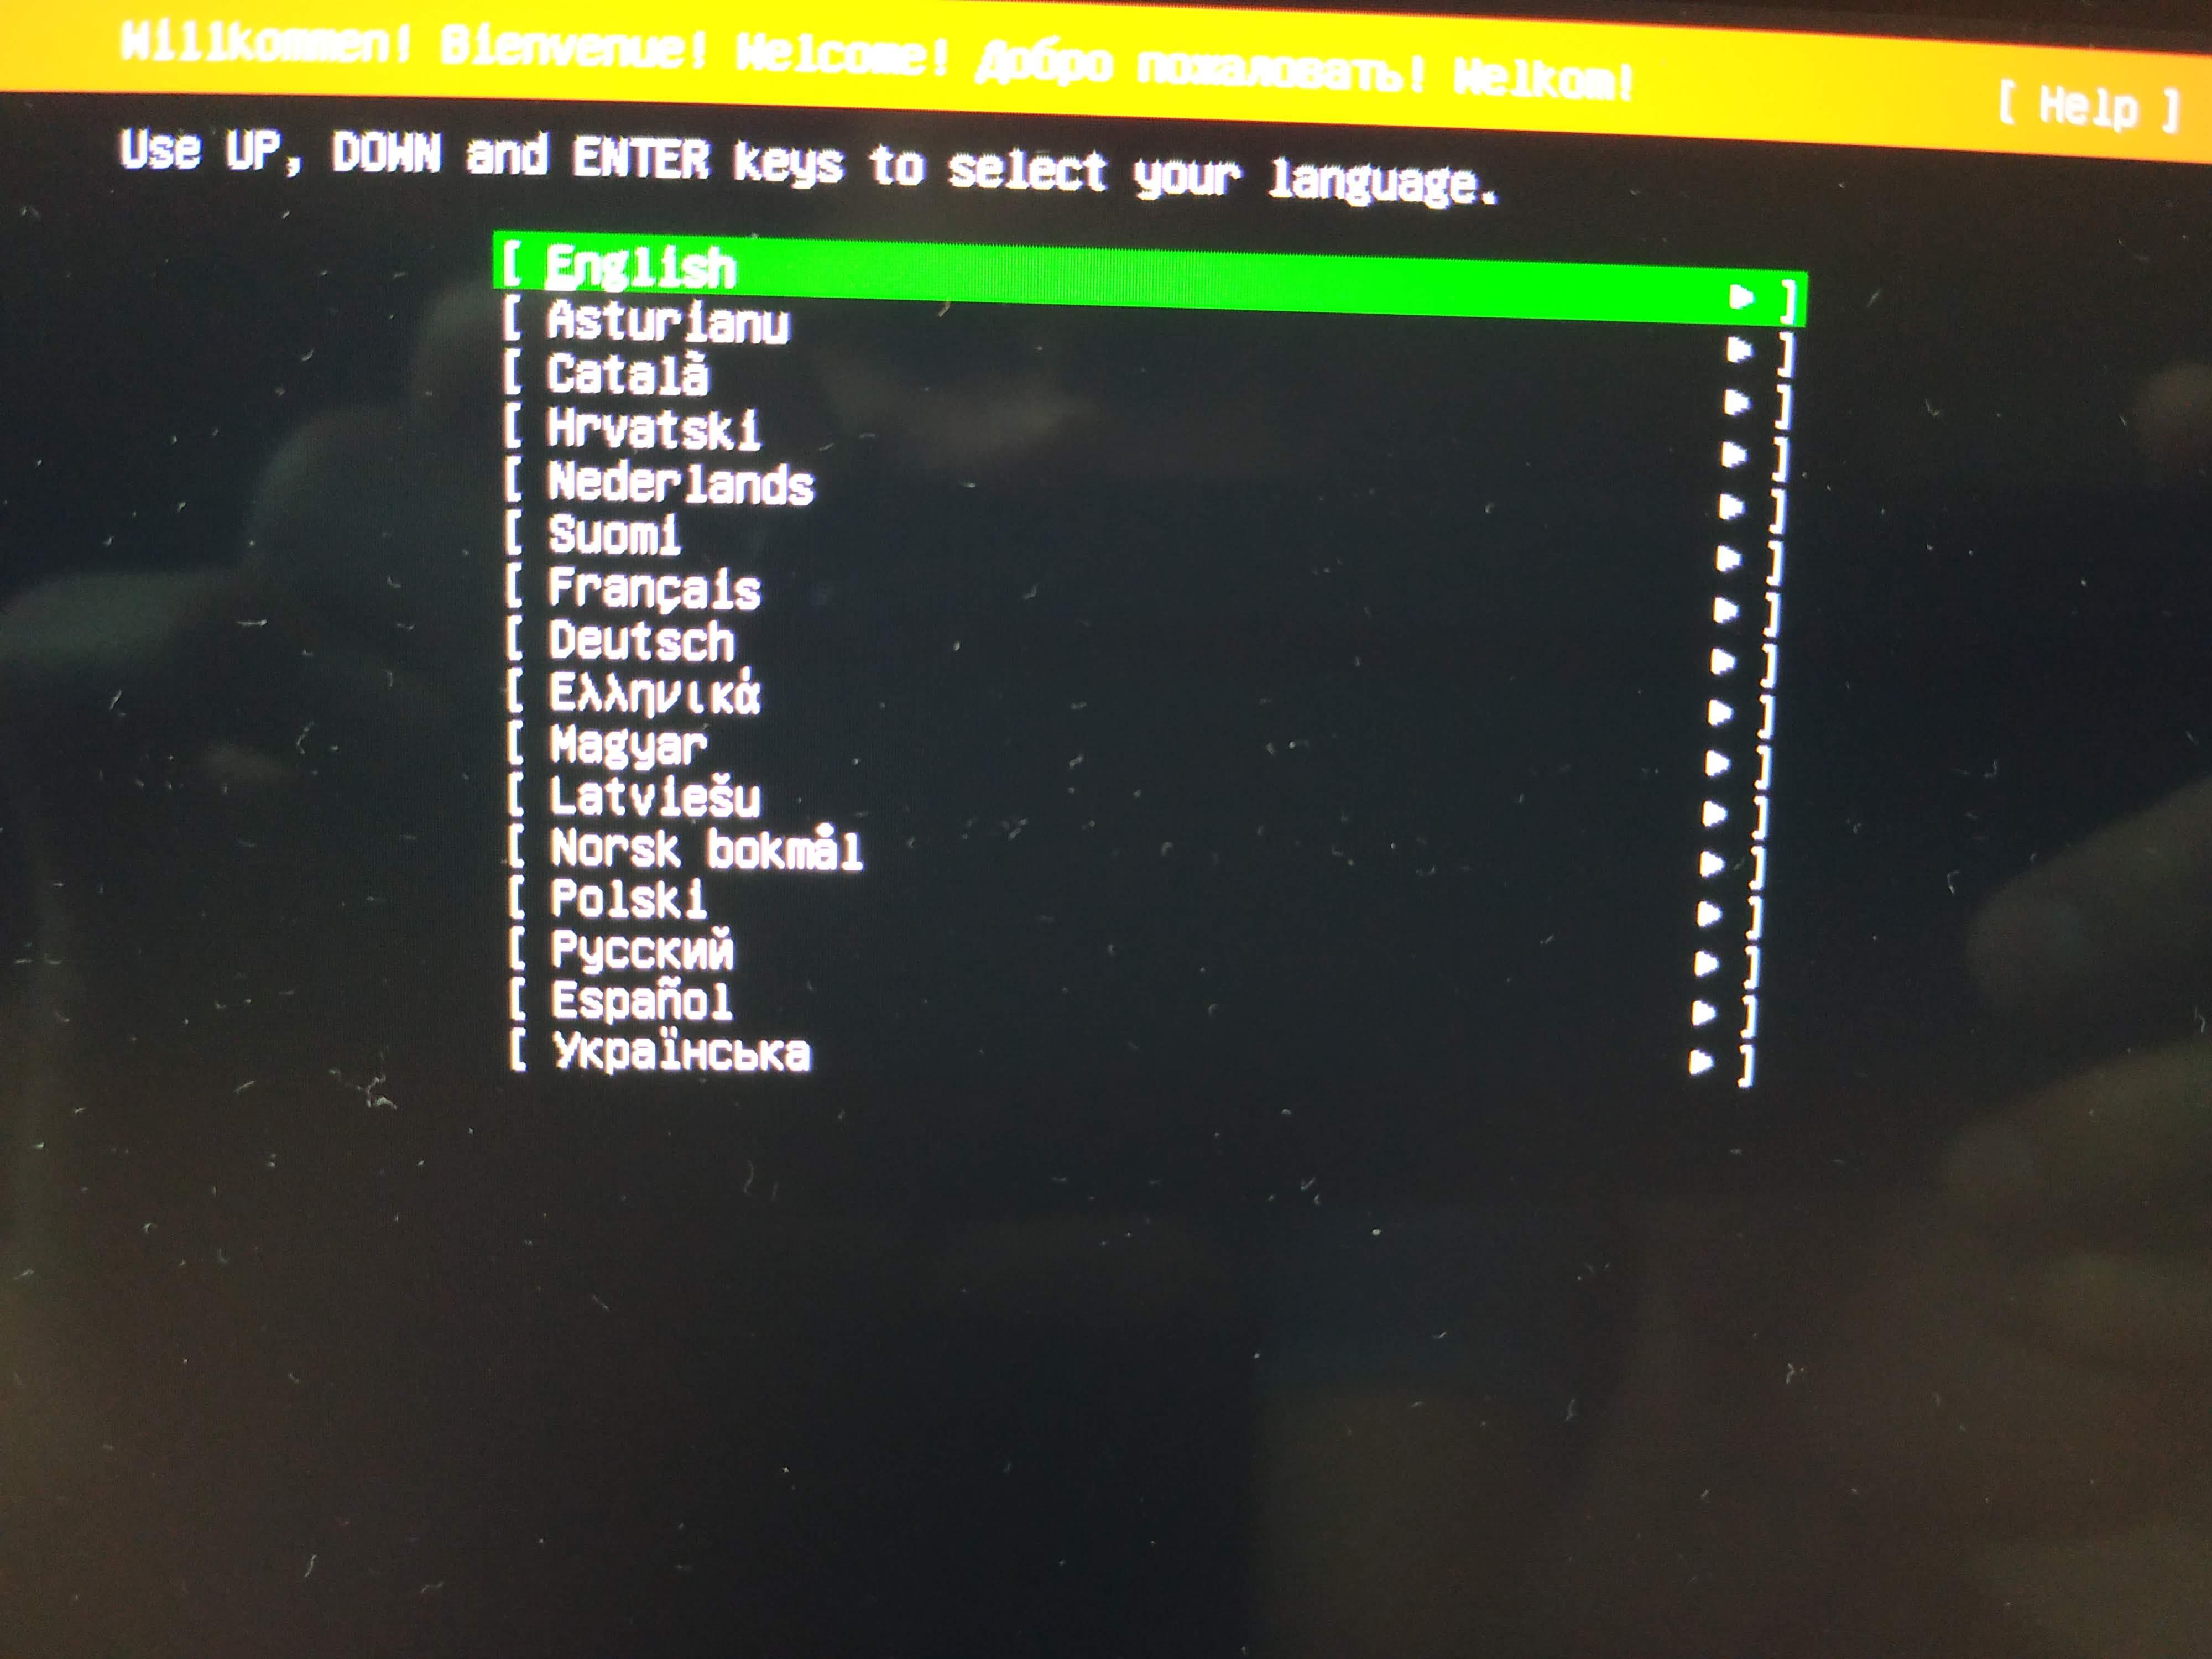 Willkommen! Bienvenue! Welcome! Добро пожаловать! Welkom!
[ Help ]
Use UP, DOWN and ENTER keys to select your language.
[ English ▸ ]
[ Asturianu ▸ ]
[ Català ▸ ]
[ Hrvatski ▸ ]
[ Nederlands ▸ ]
[ Suomi ▸ ]
[ Français ▸ ]
[ Deutsch ▸ ]
[ Ελληνικά ▸ ]
[ Magyar ▸ ]
[ Latviešu ▸ ]
[ Norsk bokmål ▸ ]
[ Polski ▸ ]
[ Русский ▸ ]
[ Español ▸ ]
[ Українська ▸ ]